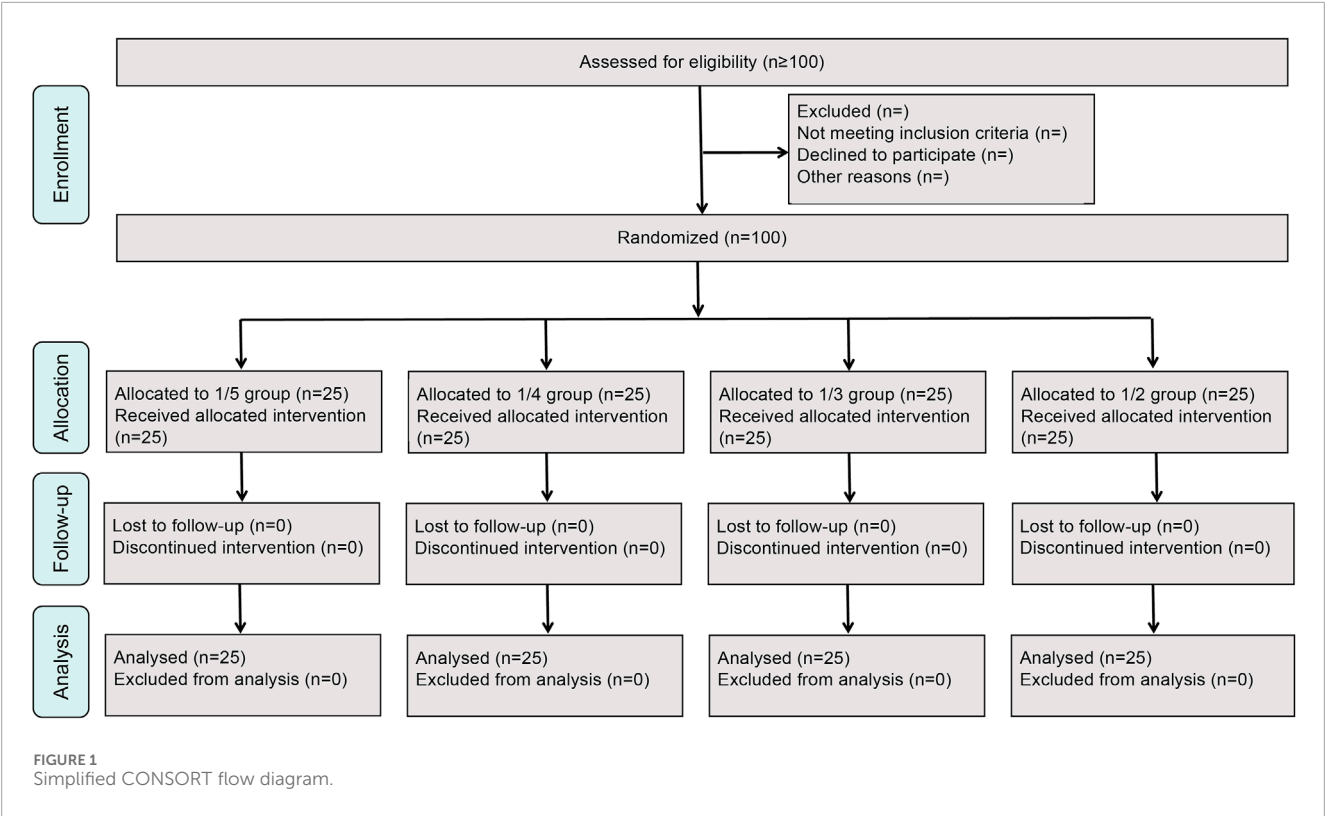 Assessed for eligibility (n≥100)
Enrollment
Excluded (n=)
Not meeting inclusion criteria (n=)
Declined to participate (n=)
Other reasons (n=)
Randomized (n=100)
Allocation
Allocated to 1/5 group (n=25)
Received allocated intervention
(n=25)
Allocated to 1/4 group (n=25)
Received allocated intervention
(n=25)
Allocated to 1/3 group (n=25)
Received allocated intervention
(n=25)
Allocated to 1/2 group (n=25)
Received allocated intervention
(n=25)
Follow-up
Lost to follow-up (n=0)
Discontinued intervention (n=0)
Lost to follow-up (n=0)
Discontinued intervention (n=0)
Lost to follow-up (n=0)
Discontinued intervention (n=0)
Lost to follow-up (n=0)
Discontinued intervention (n=0)
Analysis
Analysed (n=25)
Excluded from analysis (n=0)
Analysed (n=25)
Excluded from analysis (n=0)
Analysed (n=25)
Excluded from analysis (n=0)
Analysed (n=25)
Excluded from analysis (n=0)
FIGURE 1
Simplified CONSORT flow diagram.